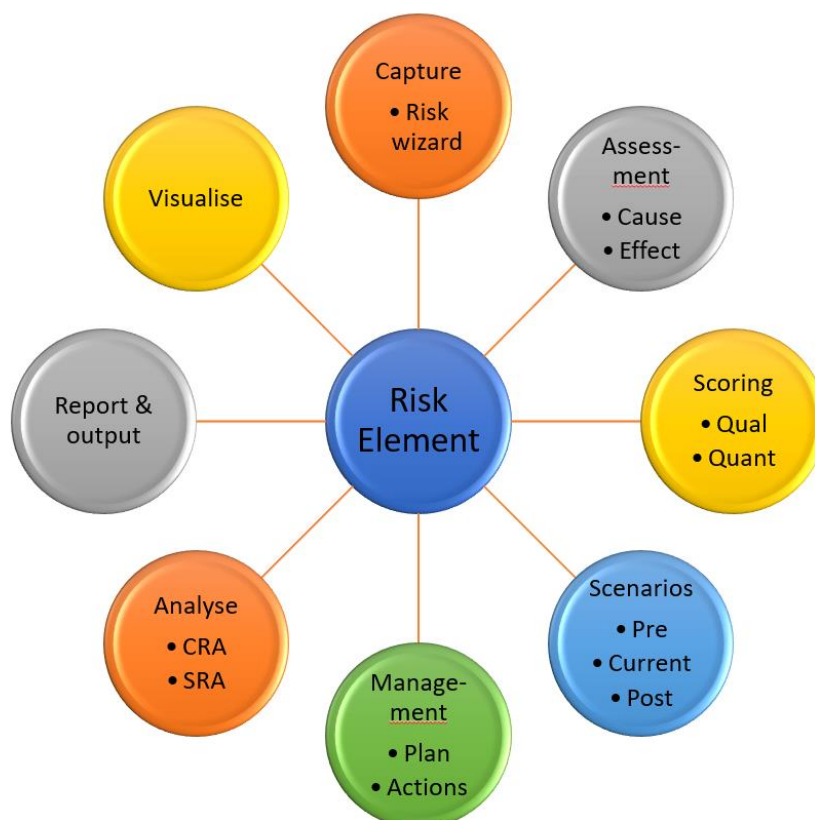 Capture
• Risk
wizard
Assess-
ment
• Cause
• Effect
Scoring
• Qual
• Quant
Scenarios
• Pre
• Current
• Post
Manage-
ment
• Plan
• Actions
Analyse
• CRA
• SRA
Report &
output
Visualise
Risk
Element